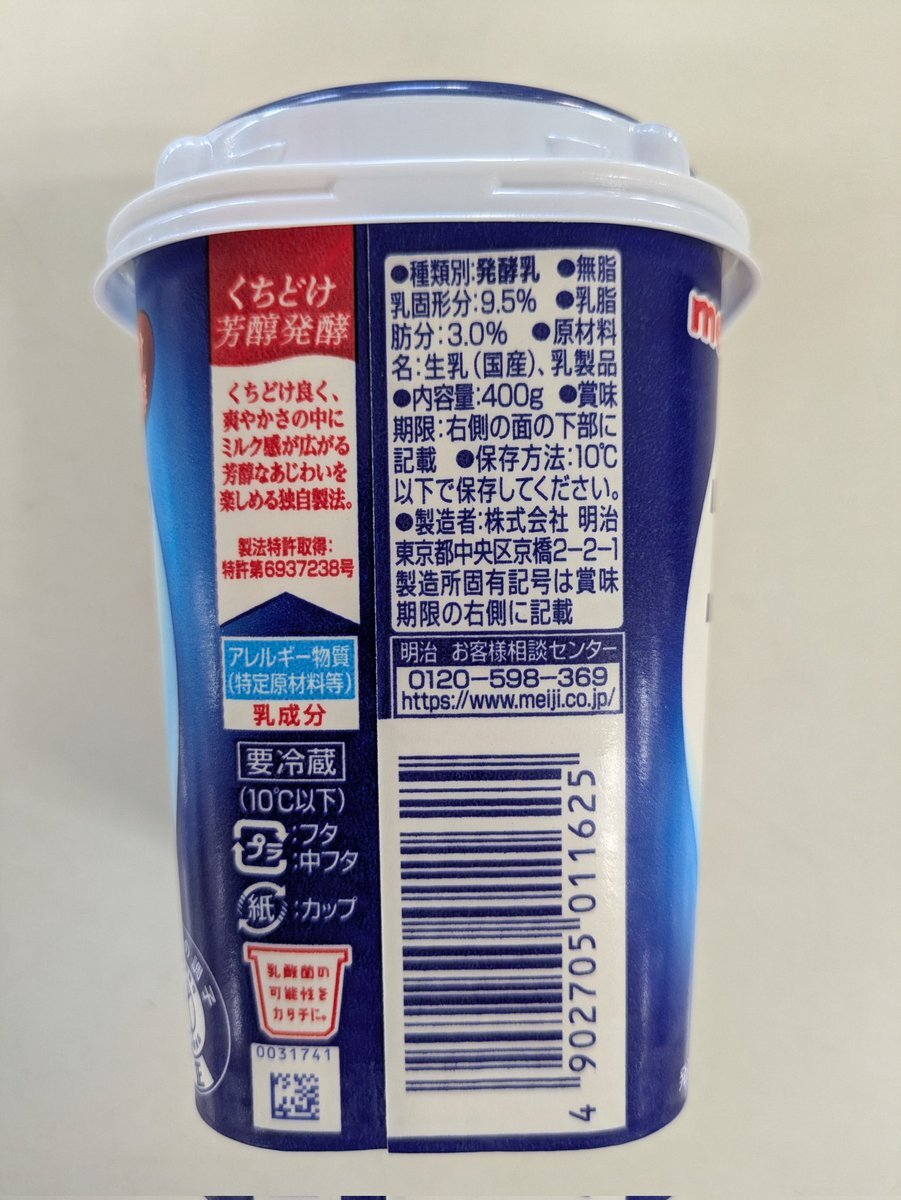 くちどけ
芳醇発酵
くちどけ良く、
爽やかさの中に
ミルク感が広がる
芳醇なあじわいを
楽しめる独自製法。
製法特許取得:
特許第6937238号
アレルギー物質
(特定原材料等)
乳成分
要冷蔵
(10℃以下)
プラ:フタ
:中フタ
紙:カップ
乳酸菌の
可能性を
カラダに。
0031741
●種類別:発酵乳 ●無脂
乳固形分:9.5% ●乳脂
肪分:3.0% ●原材料
名:生乳(国産)、乳製品
●内容量:400g ●賞味
期限:右側の面の下部に
記載 ●保存方法:10℃
以下で保存してください。
●製造者:株式会社 明治
東京都中央区京橋2-2-1
製造所固有記号は賞味
期限の右側に記載
明治 お客様相談センター
0120-598-369
https://www.meiji.co.jp/
4 902705 011625